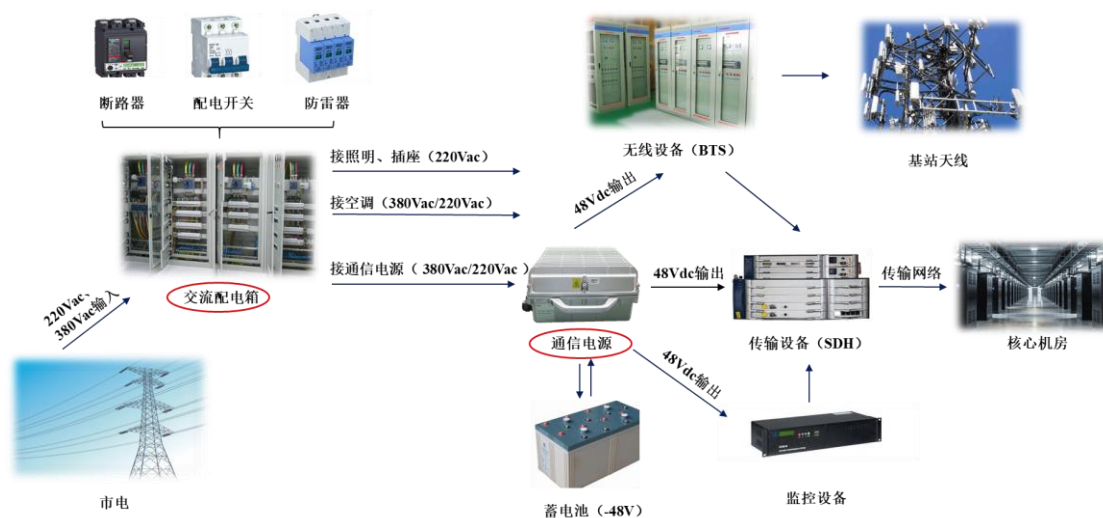 断路器
配电开关
防雷器
无线设备（BTS）
基站天线
接照明、插座（220Vac）
48Vdc输出
接空调（380Vac/220Vac）
接通信电源（ 380Vac/220Vac ）
48Vdc输出
传输网络
交流配电箱
220Vac、
380Vac输入
通信电源
传输设备（SDH）
核心机房
48Vdc输出
市电
蓄电池（-48V）
监控设备